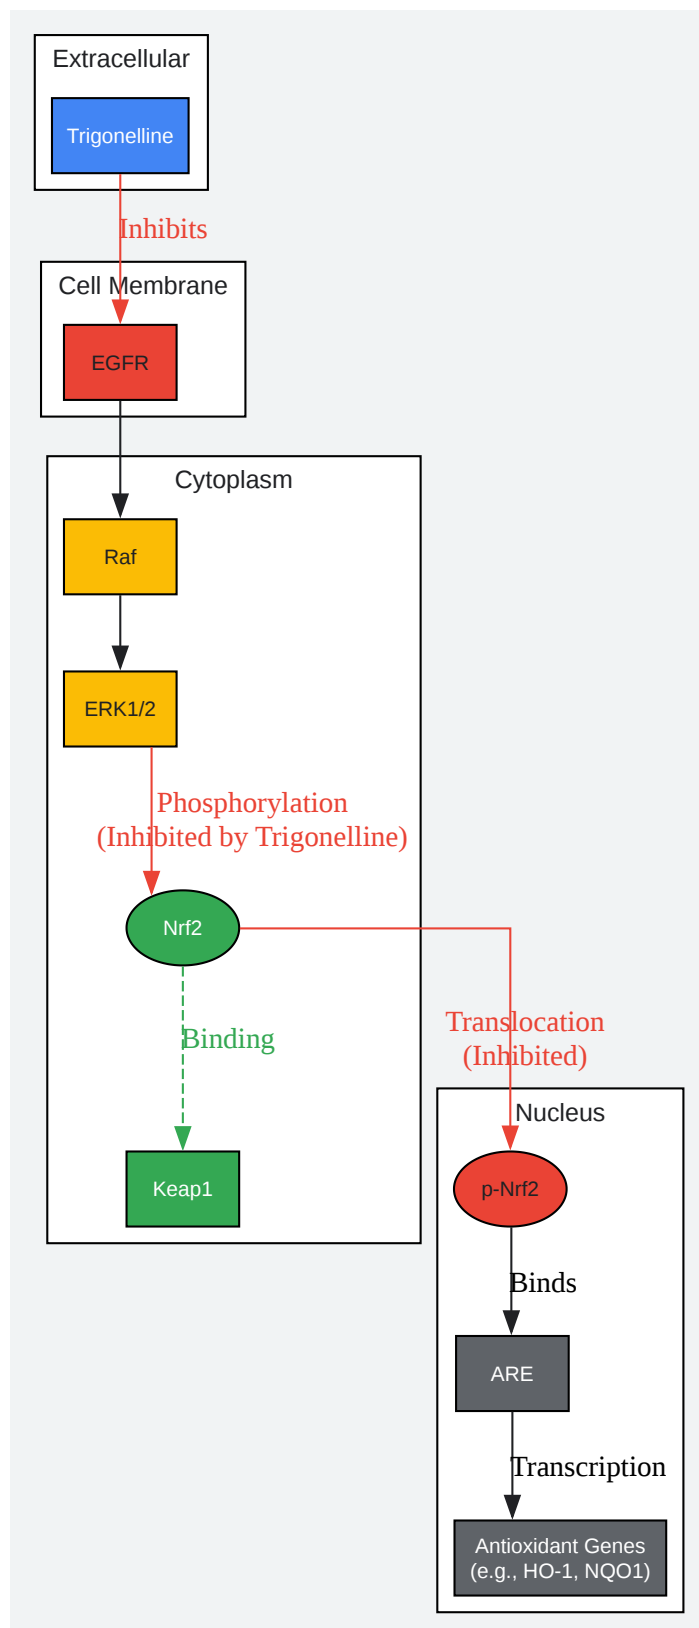 Extracellular
Trigonelline
Inhibits
Cell Membrane
EGFR
Cytoplasm
Raf
ERK1/2
Phosphorylation
(Inhibited by Trigonelline)
Nrf2
Translocation
(Inhibited)
Binding
Nucleus
Keap1
p-Nrf2
Binds
ARE
Transcription
Antioxidant Genes
(e.g., HO-1, NQO1)